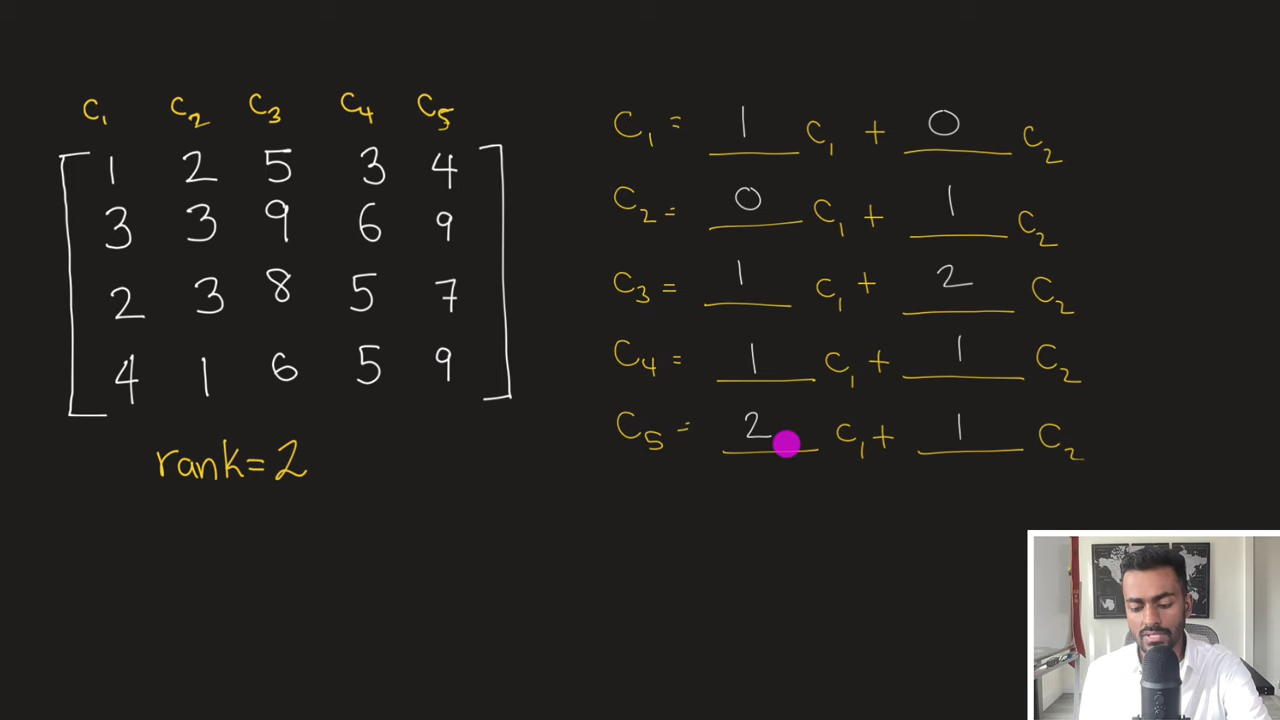 C₁ C₂ C₃ C₄ C₅
1 2 5 3 4
3 3 9 6 9
2 3 8 5 7
4 1 6 5 9
rank=2
C₁ = 1 C₁ + 0 C₂
C₂ = 0 C₁ + 1 C₂
C₃ = 1 C₁ + 2 C₂
C₄ = 1 C₁ + 1 C₂
C₅ = 2 C₁ + 1 C₂